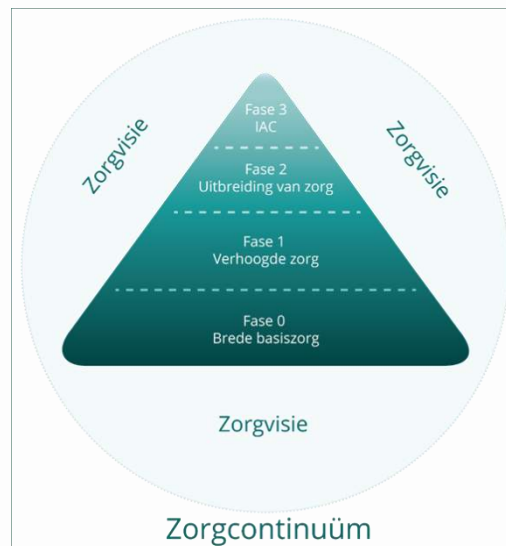 Zorgvisie
Zorgvisie
Fase 3
IAC
Fase 2
Uitbreiding van zorg
Fase 1
Verhoogde zorg
Fase 0
Brede basiszorg
Zorgvisie
Zorgcontinuüm